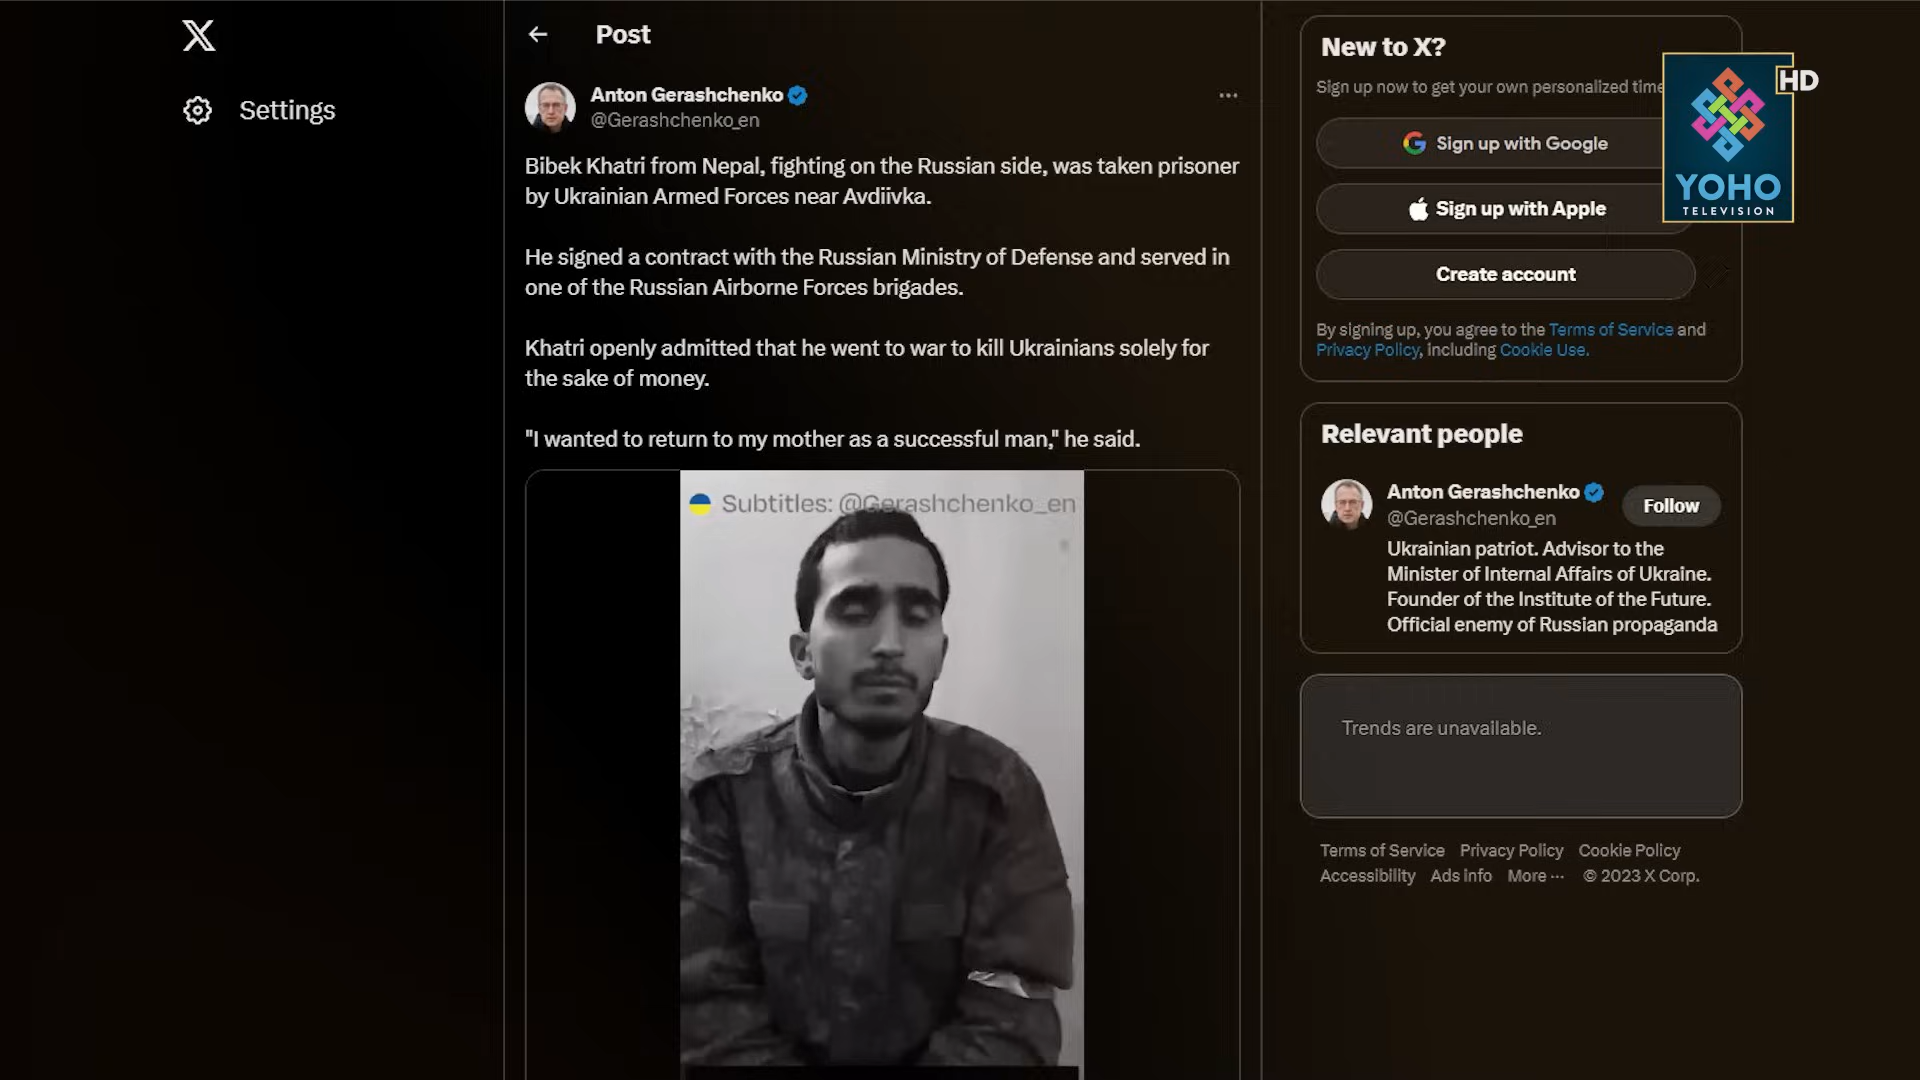 Post
Settings
Anton Gerashchenko
@Gerashchenko_en
Bibek Khatri from Nepal, fighting on the Russian side, was taken prisoner
by Ukrainian Armed Forces near Avdiivka.
He signed a contract with the Russian Ministry of Defense and served in
one of the Russian Airborne Forces brigades.
Khatri openly admitted that he went to war to kill Ukrainians solely for
the sake of money.
"I wanted to return to my mother as a successful man," he said.
Subtitles: @Gerashchenko_en
New to X?
Sign up now to get your own personalized time
Sign up with Google
Sign up with Apple
Create account
By signing up, you agree to the Terms of Service and
Privacy Policy, including Cookie Use.
HD
YOHO
TELEVISION
Relevant people
Anton Gerashchenko
@Gerashchenko_en
Follow
Ukrainian patriot. Advisor to the
Minister of Internal Affairs of Ukraine.
Founder of the Institute of the Future.
Official enemy of Russian propaganda
Trends are unavailable.
Terms of Service Privacy Policy Cookie Policy
Accessibility Ads info More ··· © 2023 X Corp.